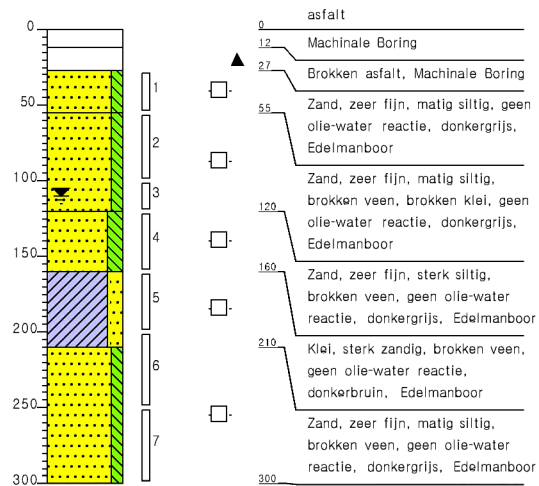 0
50
100
150
200
250
300
1
2
3
4
5
6
7
asfalt
0
12
Machinale Boring
27
Brokken asfalt, Machinale Boring
55
Zand, zeer fijn, matig siltig, geen
olie-water reactie, donkergrijs,
Edelmanboor
Zand, zeer fijn, matig siltig,
brokken veen, brokken klei, geen
olie-water reactie, donkergrijs,
Edelmanboor
120
160
Zand, zeer fijn, sterk siltig,
brokken veen, geen olie-water
reactie, donkergrijs, Edelmanboor
210
Klei, sterk zandig, brokken veen,
geen olie-water reactie,
donkerbruin, Edelmanboor
Zand, zeer fijn, matig siltig,
brokken veen, geen olie-water
reactie, donkergrijs, Edelmanboor
300